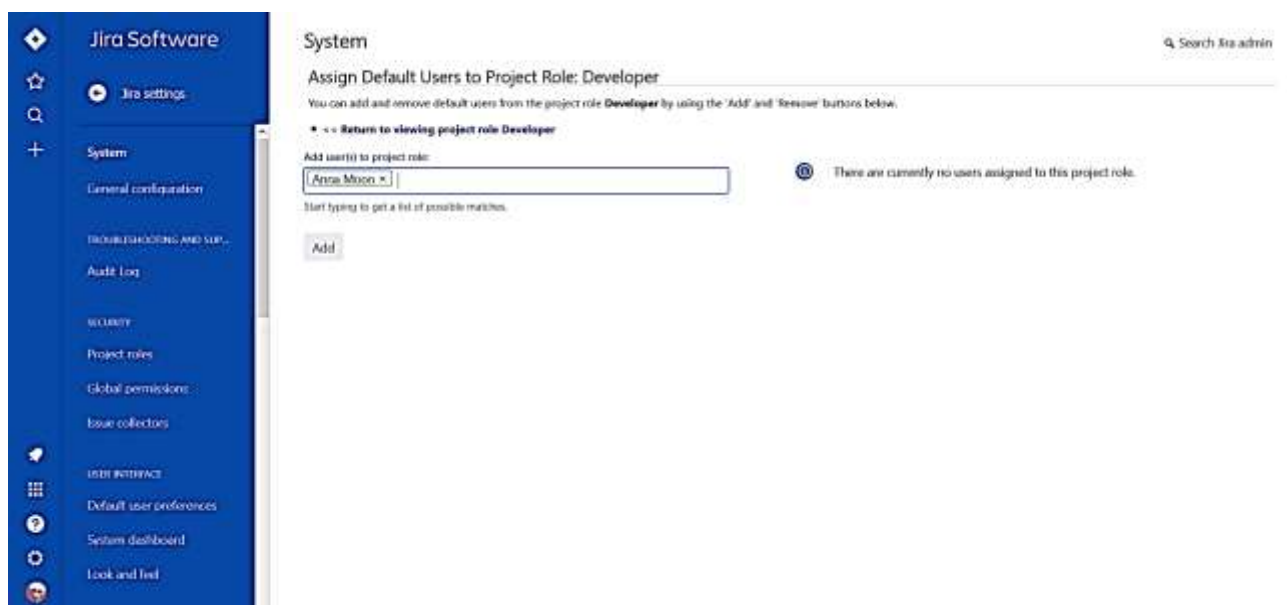 Jira Software
Jira settings
System
General configuration
TROUBLESHOOTING AND SUP...
Audit Log
SECURITY
Project roles
Global permissions
Issue collectors
USER INTERFACE
Default user preferences
System dashboard
Look and feel
System
Search Jira admin
Assign Default Users to Project Role: Developer
You can add and remove default users from the project role Developer by using the 'Add' and 'Remove' buttons below.
• << Return to viewing project role Developer
Add user(s) to project role:
Anna Moon ×
Start typing to get a list of possible matches.
Add
There are currently no users assigned to this project role.